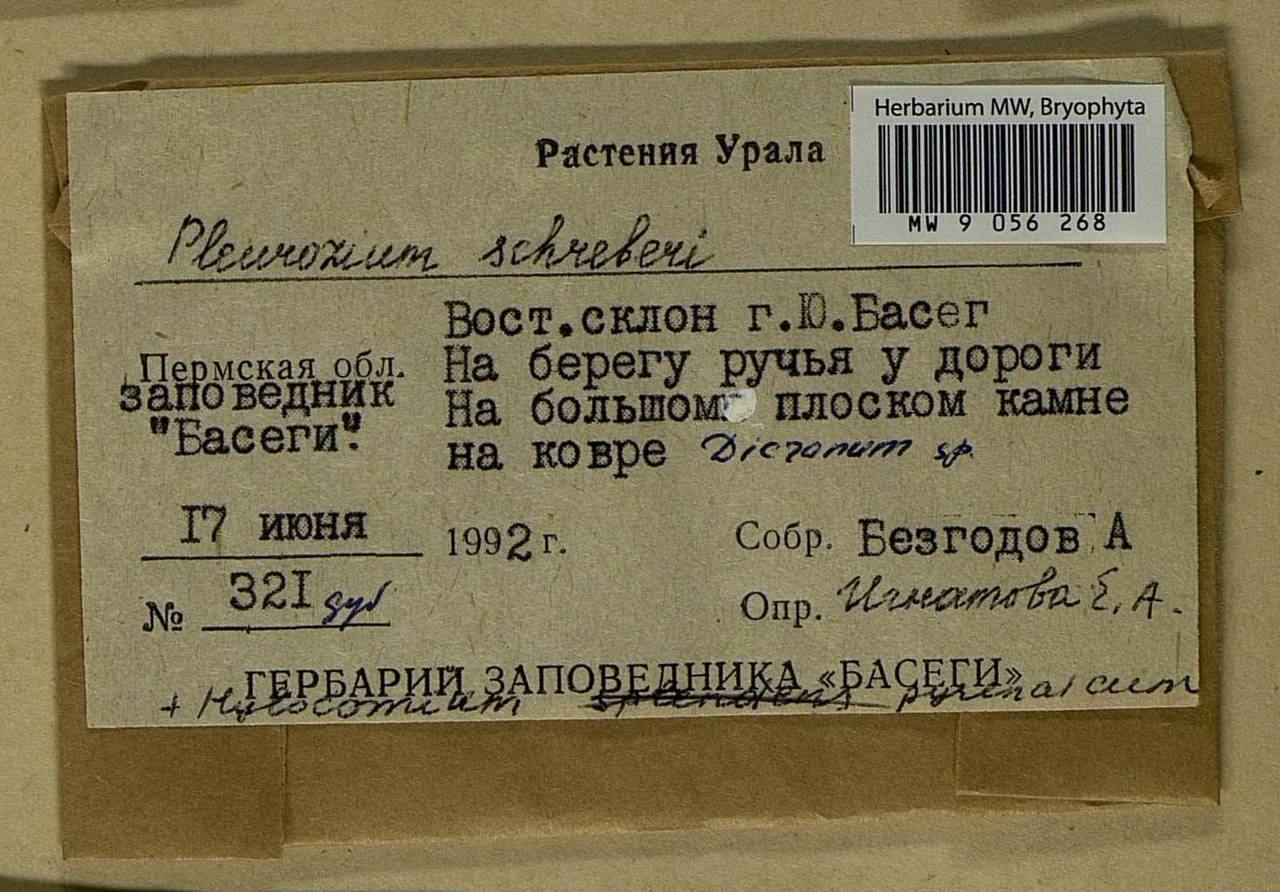 Herbarium MW, Bryophyta
MW 9 056 268
Растения Урала
Pleurozium schreberi
Вост.склон г.Ю.Басег
Пермская обл.
заповедник
"Басеги".
На берегу ручья у дороги
На большом плоском камне
на ковре Dicranum sp.
17 июня 1992 г.
№ 321 дуб
Собр. Безгодов А
Опр. Игнатова Е. А.
ГЕРБАРИЙ ЗАПОВЕДНИКА «БАСЕГИ»
+ Hylocomium splendens pyrenaicum